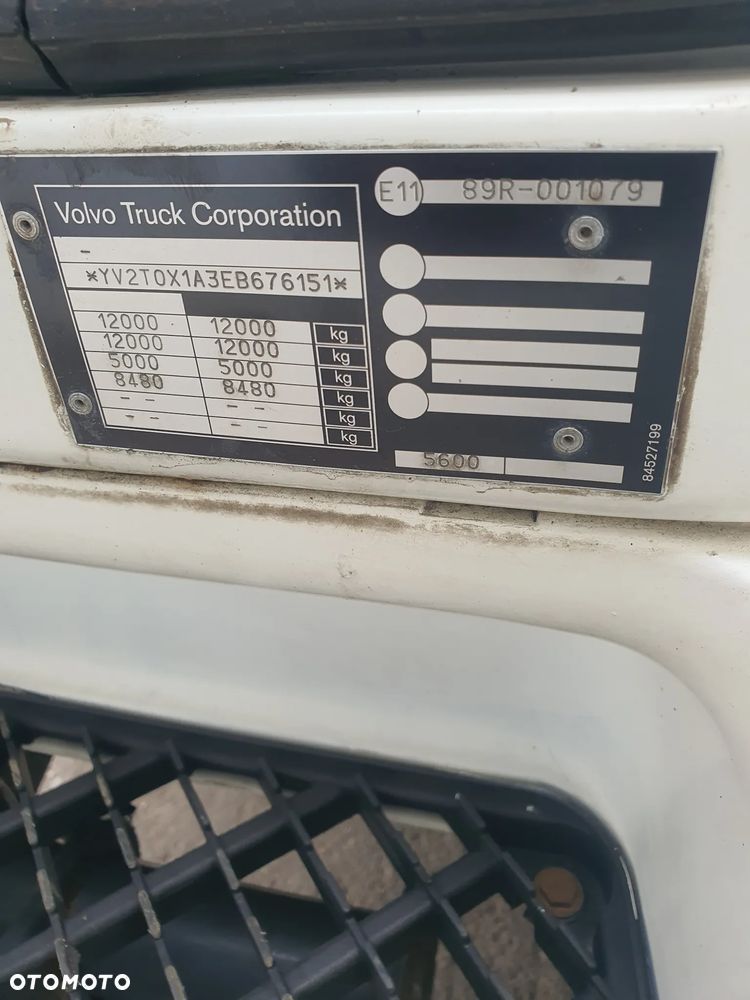 Volvo Truck Corporation
-
*YV2T0X1A3EB676151*
12000 12000 kg
12000 12000 kg
5000 5000 kg
8480 8480 kg
-- -- kg
-- -- kg
E11 89R-001079
5600
84527199
OTOMOTO